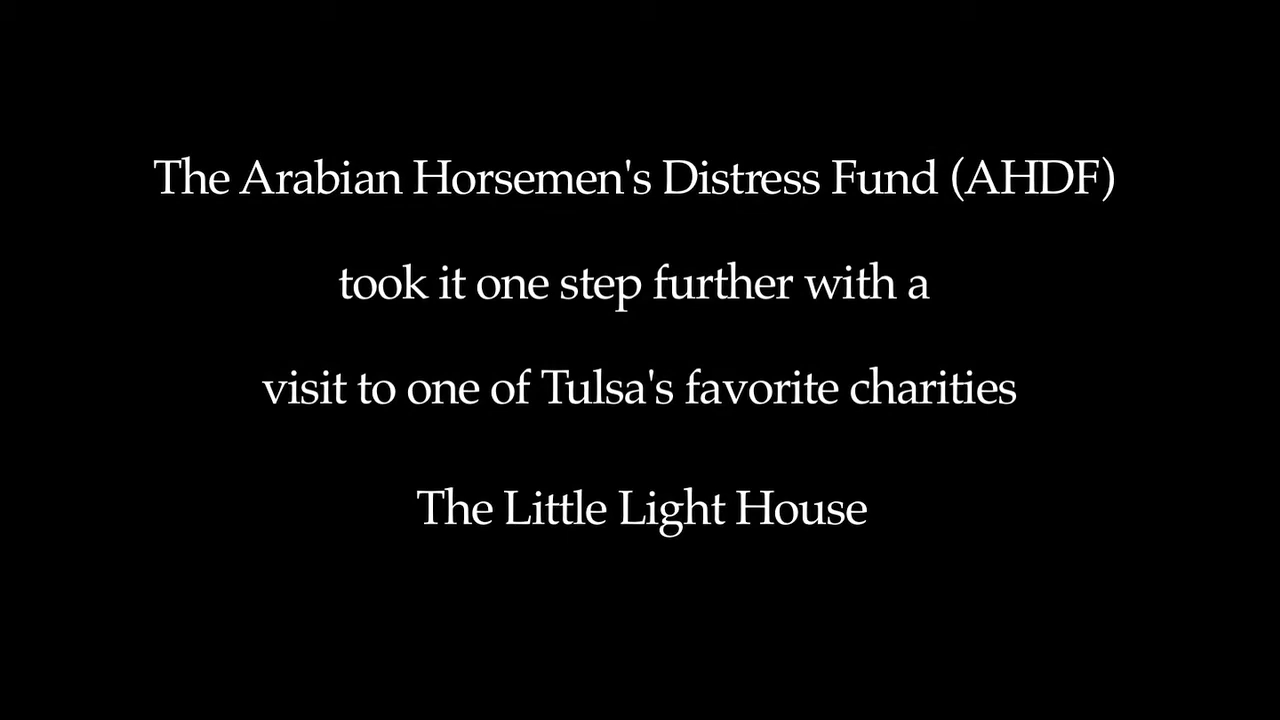 The Arabian Horsemen's Distress Fund (AHDF)
took it one step further with a
visit to one of Tulsa's favorite charities
The Little Light House